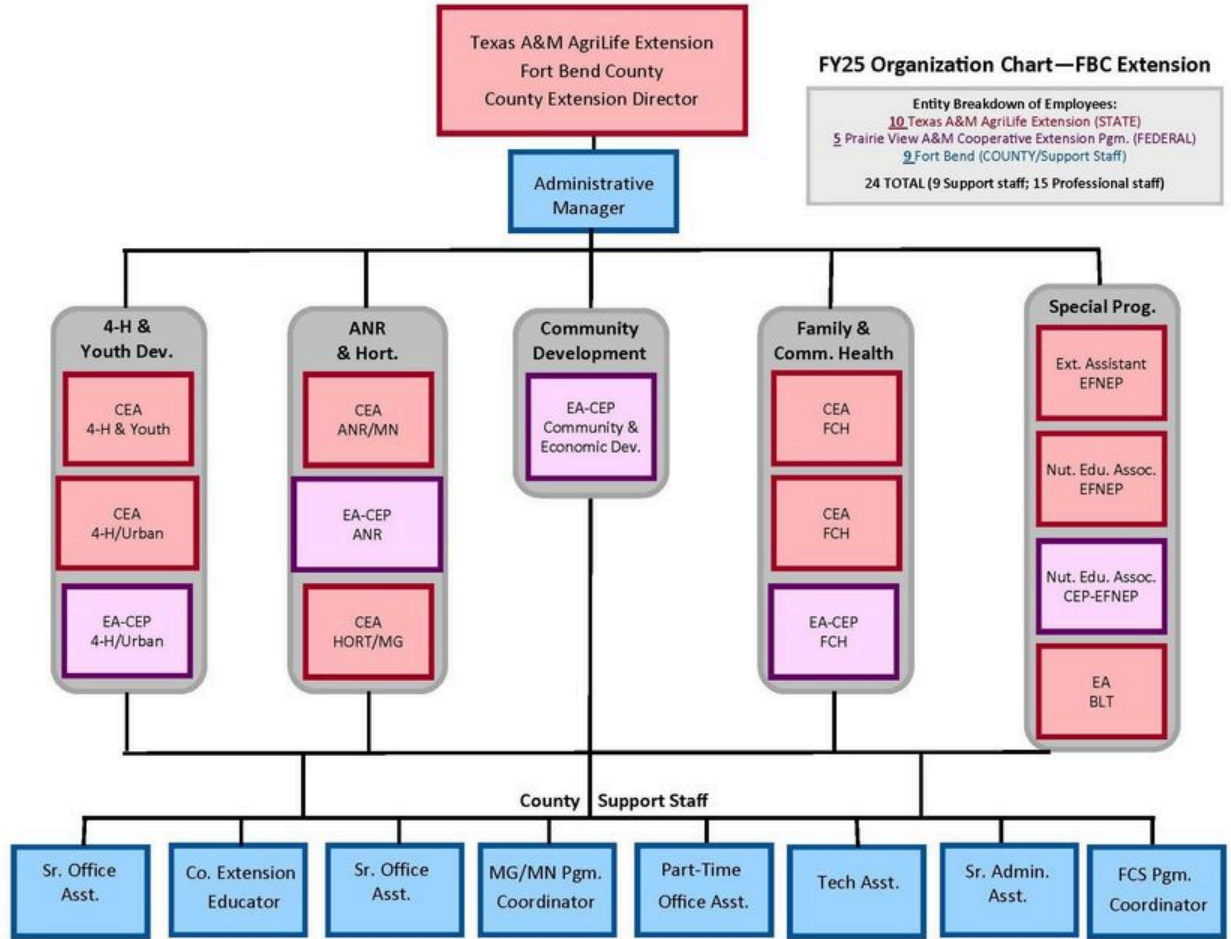 Texas A&M AgriLife Extension
Fort Bend County
County Extension Director
FY25 Organization Chart—FBC Extension
Entity Breakdown of Employees:
10 Texas A&M AgriLife Extension (STATE)
5 Prairie View A&M Cooperative Extension Pgm. (FEDERAL)
9 Fort Bend (COUNTY/Support Staff)
24 TOTAL (9 Support staff; 15 Professional staff)
Administrative
Manager
4-H &
Youth Dev.
CEA
4-H & Youth
CEA
4-H/Urban
EA-CEP
4-H/Urban
ANR
& Hort.
CEA
ANR/MN
EA-CEP
ANR
CEA
HORT/MG
Community
Development
EA-CEP
Community &
Economic Dev.
Family &
Comm. Health
CEA
FCH
CEA
FCH
EA-CEP
FCH
Special Prog.
Ext. Assistant
EFNEP
Nut. Edu. Assoc.
EFNEP
Nut. Edu. Assoc.
CEP-EFNEP
EA
BLT
County Support Staff
Sr. Office
Asst.
Co. Extension
Educator
Sr. Office
Asst.
MG/MN Pgm.
Coordinator
Part-Time
Office Asst.
Tech Asst.
Sr. Admin.
Asst.
FCS Pgm.
Coordinator